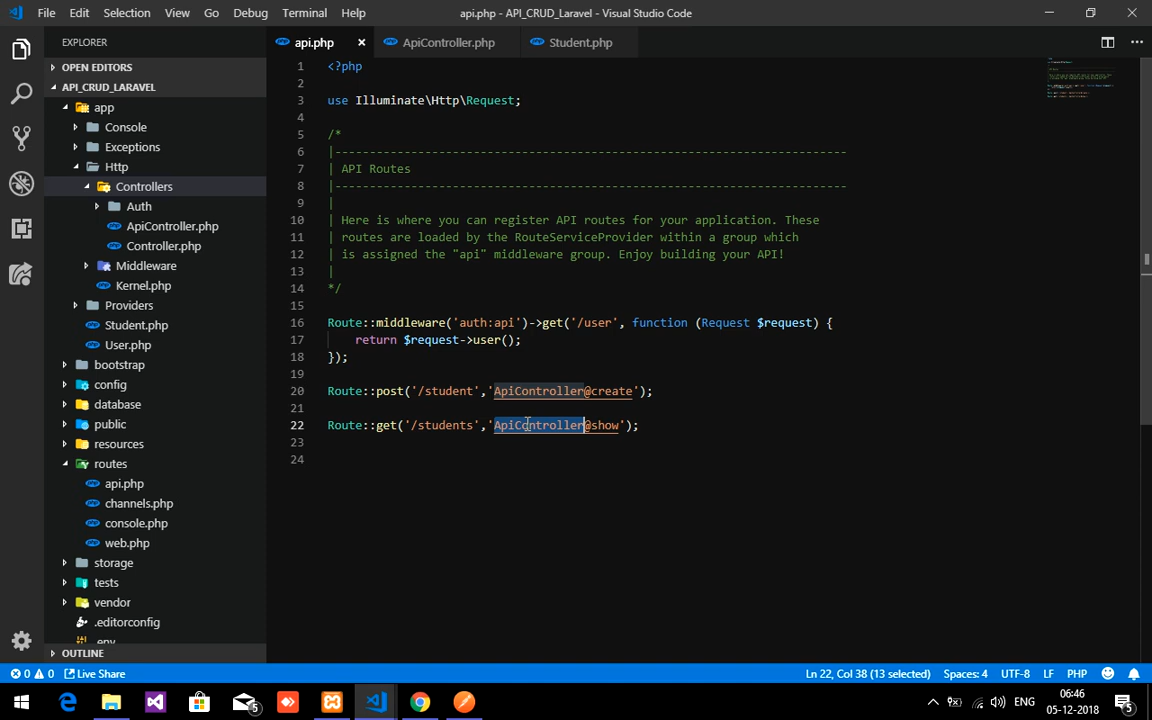 File Edit Selection View Go Debug Terminal Help
api.php - API_CRUD_Laravel - Visual Studio Code
EXPLORER
OPEN EDITORS
API_CRUD_LARAVEL
app
Console
Exceptions
Http
Controllers
Auth
ApiController.php
Controller.php
Middleware
Kernel.php
Providers
Student.php
User.php
bootstrap
config
database
public
resources
routes
api.php
channels.php
console.php
web.php
storage
tests
vendor
.editorconfig
.env
OUTLINE
api.php ApiController.php Student.php
1 <?php
2
3 use Illuminate\Http\Request;
4
5 /*
6 |--------------------------------------------------------------------------
7 | API Routes
8 |--------------------------------------------------------------------------
9 |
10 | Here is where you can register API routes for your application. These
11 | routes are loaded by the RouteServiceProvider within a group which
12 | is assigned the "api" middleware group. Enjoy building your API!
13 |
14 */
15
16 Route::middleware('auth:api')->get('/user', function (Request $request) {
17 return $request->user();
18 });
19
20 Route::post('/student','ApiController@create');
21
22 Route::get('/students','ApiController@show');
23
24
0 0 Live Share
Ln 22, Col 38 (13 selected) Spaces: 4 UTF-8 LF PHP
5
ENG
06:46
05-12-2018
5